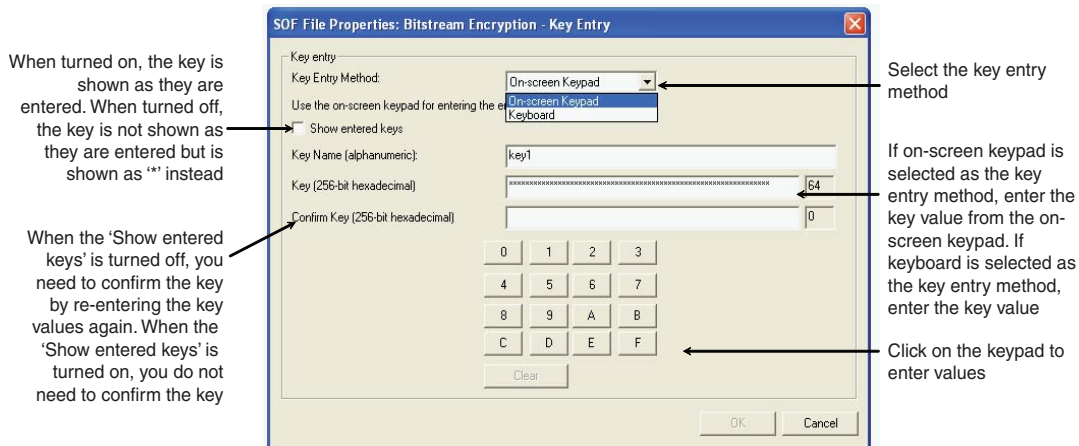 SOF File Properties: Bitstream Encryption - Key Entry
When turned on, the key is
shown as they are
entered. When turned off,
the key is not shown as
they are entered but is
shown as ‘*’ instead
When the ‘Show entered
keys’ is turned off, you
need to confirm the key
by re-entering the key
values again. When the
‘Show entered keys’ is
turned on, you do not
need to confirm the key
Key entry
Key Entry Method:
On-screen Keypad
Use the on-screen keypad for entering the e
On-screen Keypad
Keyboard
Show entered keys
Key Name (alphanumeric):
key1
Key (256-bit hexadecimal)
****************************************************************
64
Confirm Key (256-bit hexadecimal)
0
0 1 2 3
4 5 6 7
8 9 A B
C D E F
Clear
OK Cancel
Select the key entry
method
If on-screen keypad is
selected as the key
entry method, enter the
key value from the on-
screen keypad. If
keyboard is selected as
the key entry method,
enter the key value
Click on the keypad to
enter values